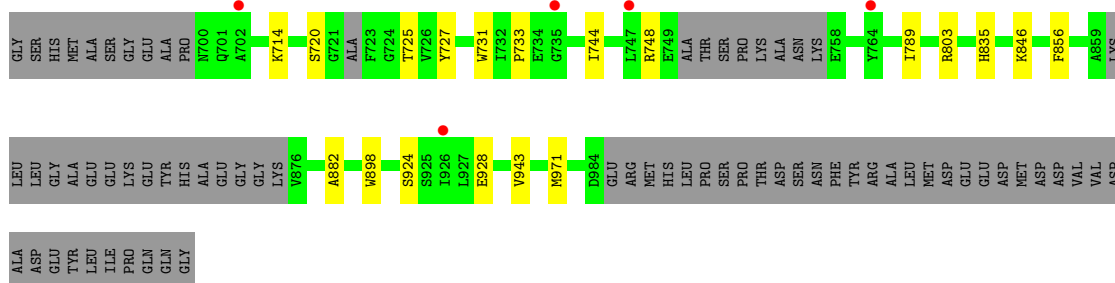 GLY SER HIS MET ALA SER GLY GLU ALA PRO N700 Q701 A702 K714 S720 G721 ALA F723 G724 T725 V726 Y727 W731 I732 P733 E734 G735 I744 L747 R748 E749 ALA THR SER PRO LYS ALA ASN LYS E758 Y764 I789 R803 H835 K846 F856 A859 LYS
LEU LEU GLY ALA GLU GLU LYS GLU TYR HIS ALA GLU GLY GLY LYS V876 A882 W898 S924 S925 I926 L927 E928 V943 M971 D984 GLU ARG MET HIS LEU PRO SER PRO THR ASP SER ASN PHE TYR ARG ALA LEU MET ASP GLU GLU ASP MET ASP ASP VAL VAL ASP
ALA ASP GLU TYR LEU ILE PRO GLN GLN GLY